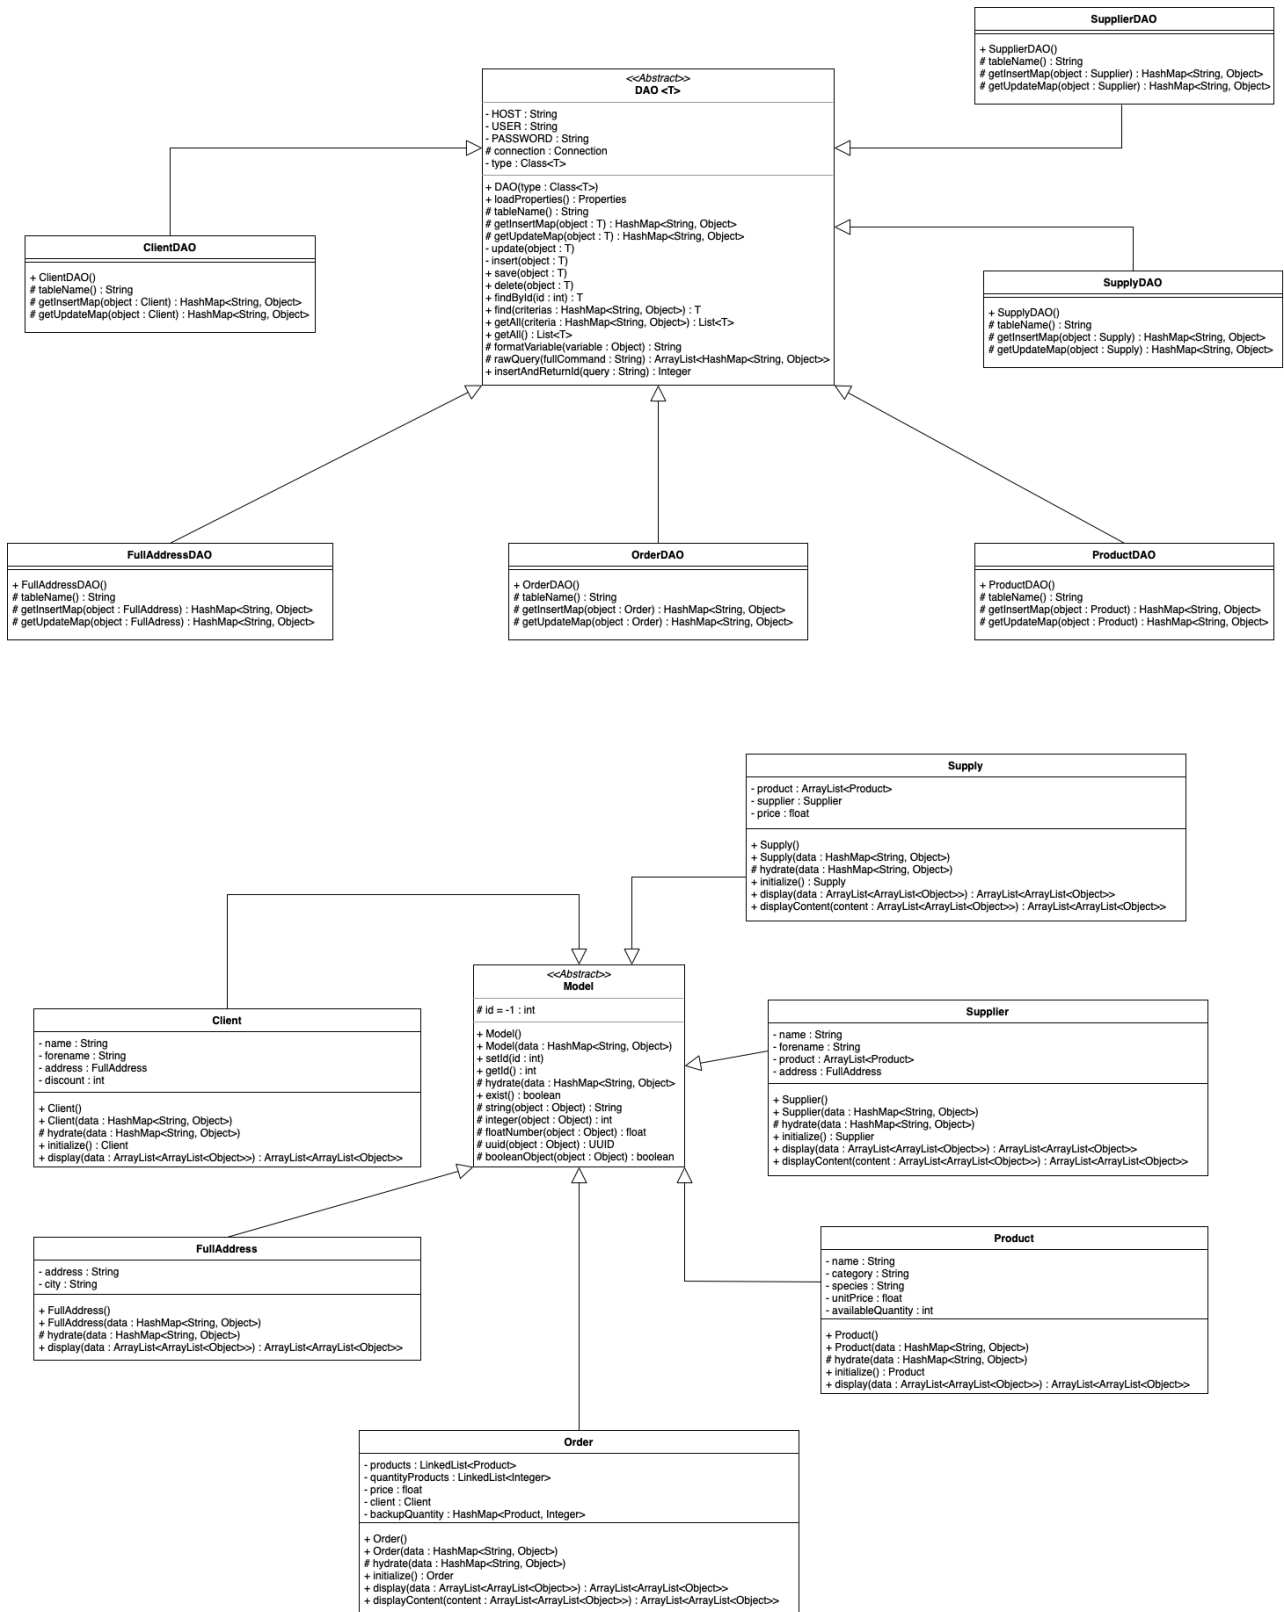 SupplierDAO
+ SupplierDAO()
# tableName() : String
# getInsertMap(object : Supplier) : HashMap<String, Object>
# getUpdateMap(object : Supplier) : HashMap<String, Object>
<<Abstract>>
DAO <T>
- HOST : String
- USER : String
- PASSWORD : String
# connection : Connection
- type : Class<T>
+ DAO(type : Class<T>)
+ loadProperties() : Properties
# tableName() : String
# getInsertMap(object : T) : HashMap<String, Object>
# getUpdateMap(object : T) : HashMap<String, Object>
- update(object : T)
- insert(object : T)
+ save(object : T)
+ delete(object : T)
+ findById(id : int) : T
+ find(criterias : HashMap<String, Object>) : T
+ getAll(criteria : HashMap<String, Object>) : List<T>
+ getAll() : List<T>
# formatVariable(variable : Object) : String
# rawQuery(fullCommand : String) : ArrayList<HashMap<String, Object>>
+ insertAndReturnId(query : String) : Integer
ClientDAO
+ ClientDAO()
# tableName() : String
# getInsertMap(object : Client) : HashMap<String, Object>
# getUpdateMap(object : Client) : HashMap<String, Object>
SupplyDAO
+ SupplyDAO()
# tableName() : String
# getInsertMap(object : Supply) : HashMap<String, Object>
# getUpdateMap(object : Supply) : HashMap<String, Object>
FullAddressDAO
+ FullAddressDAO()
# tableName() : String
# getInsertMap(object : FullAddress) : HashMap<String, Object>
# getUpdateMap(object : FullAdress) : HashMap<String, Object>
OrderDAO
+ OrderDAO()
# tableName() : String
# getInsertMap(object : Order) : HashMap<String, Object>
# getUpdateMap(object : Order) : HashMap<String, Object>
ProductDAO
+ ProductDAO()
# tableName() : String
# getInsertMap(object : Product) : HashMap<String, Object>
# getUpdateMap(object : Product) : HashMap<String, Object>
Supply
- product : ArrayList<Product>
- supplier : Supplier
- price : float
+ Supply()
+ Supply(data : HashMap<String, Object>)
# hydrate(data : HashMap<String, Object>)
+ initialize() : Supply
+ display(data : ArrayList<ArrayList<Object>>) : ArrayList<ArrayList<Object>>
+ displayContent(content : ArrayList<ArrayList<Object>>) : ArrayList<ArrayList<Object>>
<<Abstract>>
Model
# id = -1 : int
+ Model()
+ Model(data : HashMap<String, Object>)
+ setId(id : int)
+ getId() : int
# hydrate(data : HashMap<String, Object>
+ exist() : boolean
# string(object : Object) : String
# integer(object : Object) : int
# floatNumber(object : Object) : float
# uuid(object : Object) : UUID
# booleanObject(object : Object) : boolean
Client
- name : String
- forename : String
- address : FullAddress
- discount : int
+ Client()
+ Client(data : HashMap<String, Object>)
# hydrate(data : HashMap<String, Object>)
+ initialize() : Client
+ display(data : ArrayList<ArrayList<Object>>) : ArrayList<ArrayList<Object>>
Supplier
- name : String
- forename : String
- product : ArrayList<Product>
- address : FullAddress
+ Supplier()
+ Supplier(data : HashMap<String, Object>)
# hydrate(data : HashMap<String, Object>)
+ initialize() : Supplier
+ display(data : ArrayList<ArrayList<Object>>) : ArrayList<ArrayList<Object>>
+ displayContent(content : ArrayList<ArrayList<Object>>) : ArrayList<ArrayList<Object>>
FullAddress
- address : String
- city : String
+ FullAddress()
+ FullAddress(data : HashMap<String, Object>)
# hydrate(data : HashMap<String, Object>)
+ display(data : ArrayList<ArrayList<Object>>) : ArrayList<ArrayList<Object>>
Product
- name : String
- category : String
- species : String
- unitPrice : float
- availableQuantity : int
+ Product()
+ Product(data : HashMap<String, Object>)
# hydrate(data : HashMap<String, Object>)
+ initialize() : Product
+ display(data : ArrayList<ArrayList<Object>>) : ArrayList<ArrayList<Object>>
Order
- products : LinkedList<Product>
- quantityProducts : LinkedList<Integer>
- price : float
- client : Client
- backupQuantity : HashMap<Product, Integer>
+ Order()
+ Order(data : HashMap<String, Object>)
# hydrate(data : HashMap<String, Object>)
+ initialize() : Order
+ display(data : ArrayList<ArrayList<Object>>) : ArrayList<ArrayList<Object>>
+ displayContent(content : ArrayList<ArrayList<Object>>) : ArrayList<ArrayList<Object>>